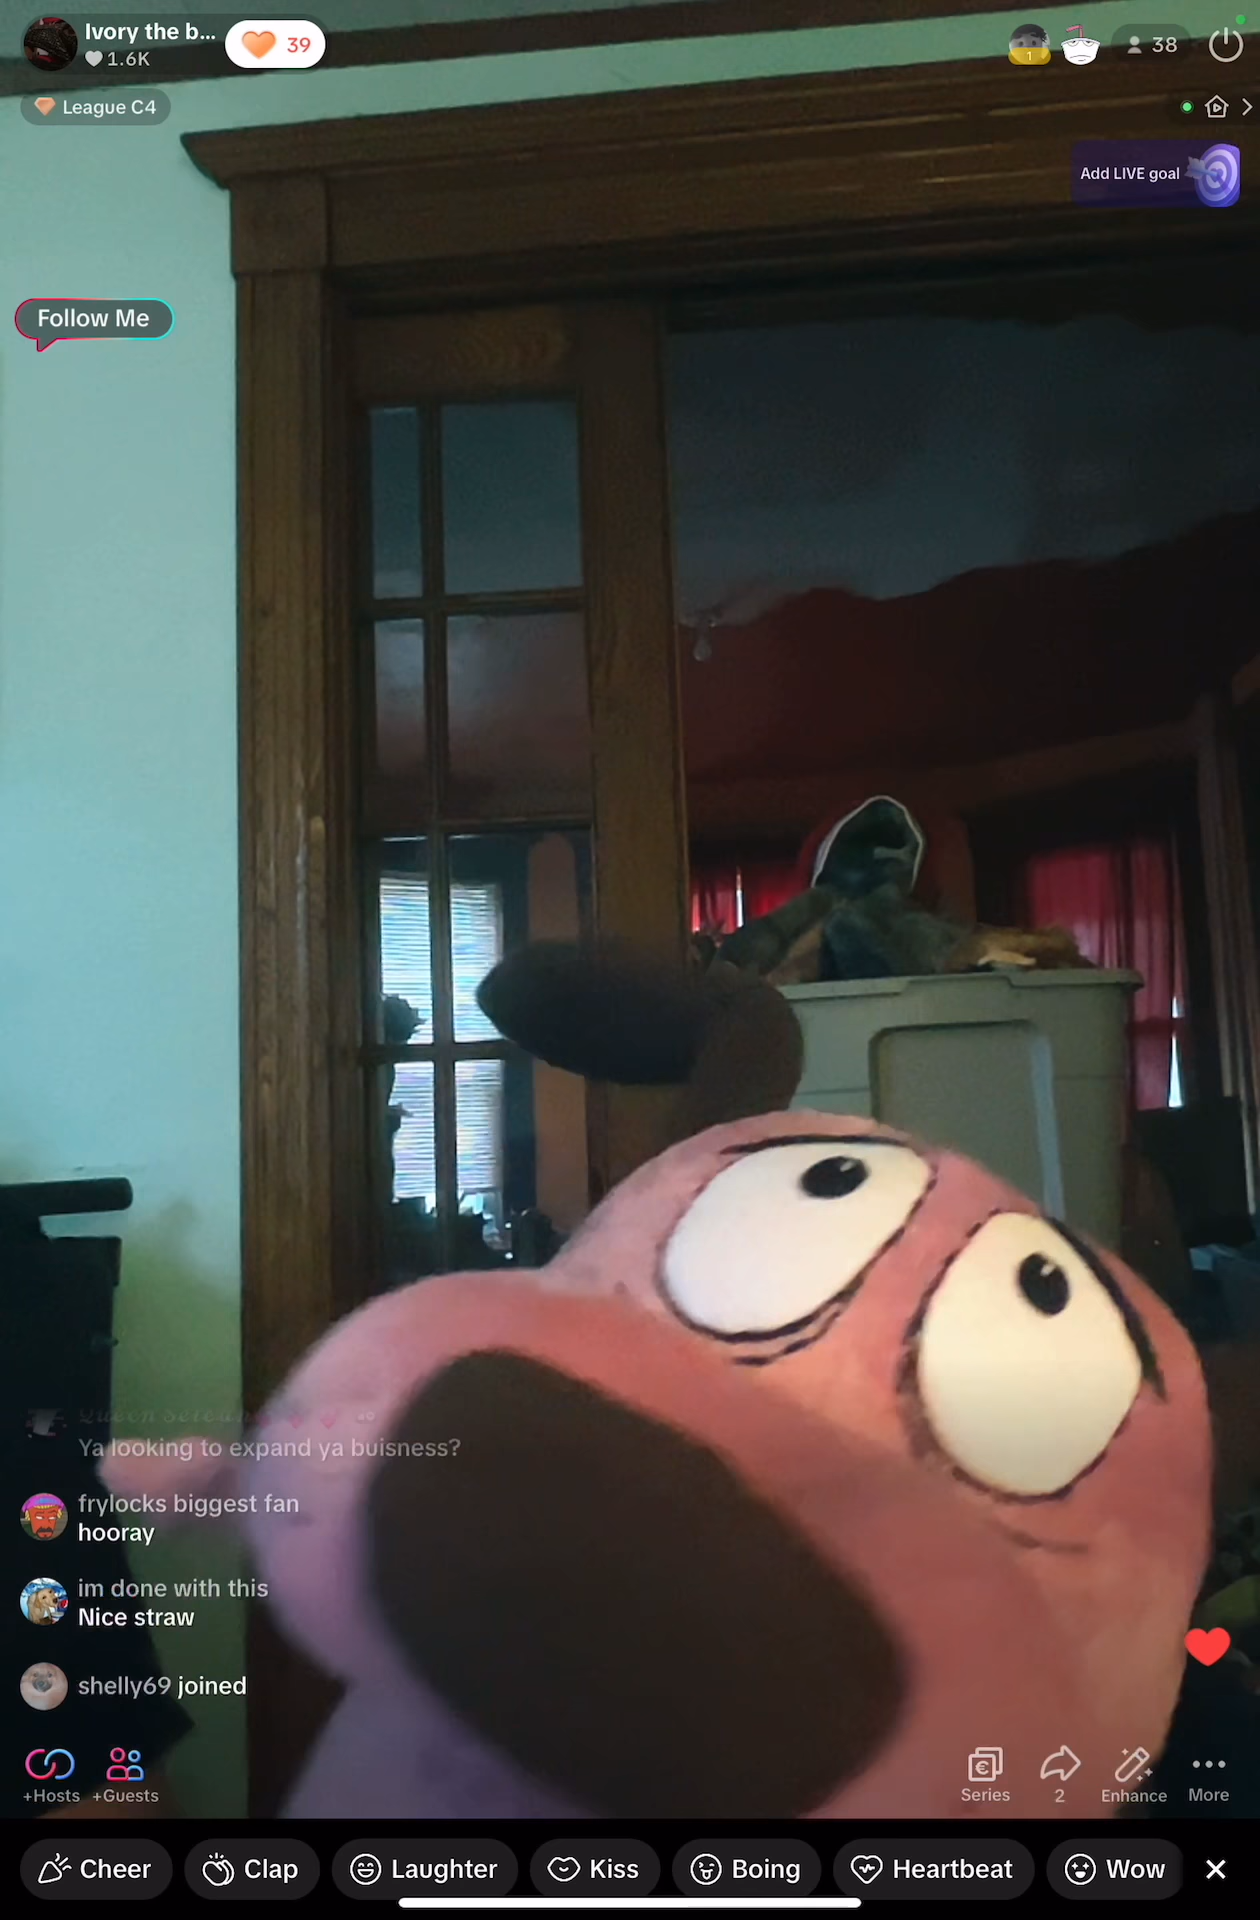 Ivory the b...
1.6K
39
1
38
League C4
Add LIVE goal
Follow Me
Ya looking to expand ya buisness?
frylocks biggest fan
hooray
im done with this
Nice straw
shelly69 joined
+Hosts
+Guests
Series
2
Enhance
More
Cheer
Clap
Laughter
Kiss
Boing
Heartbeat
Wow